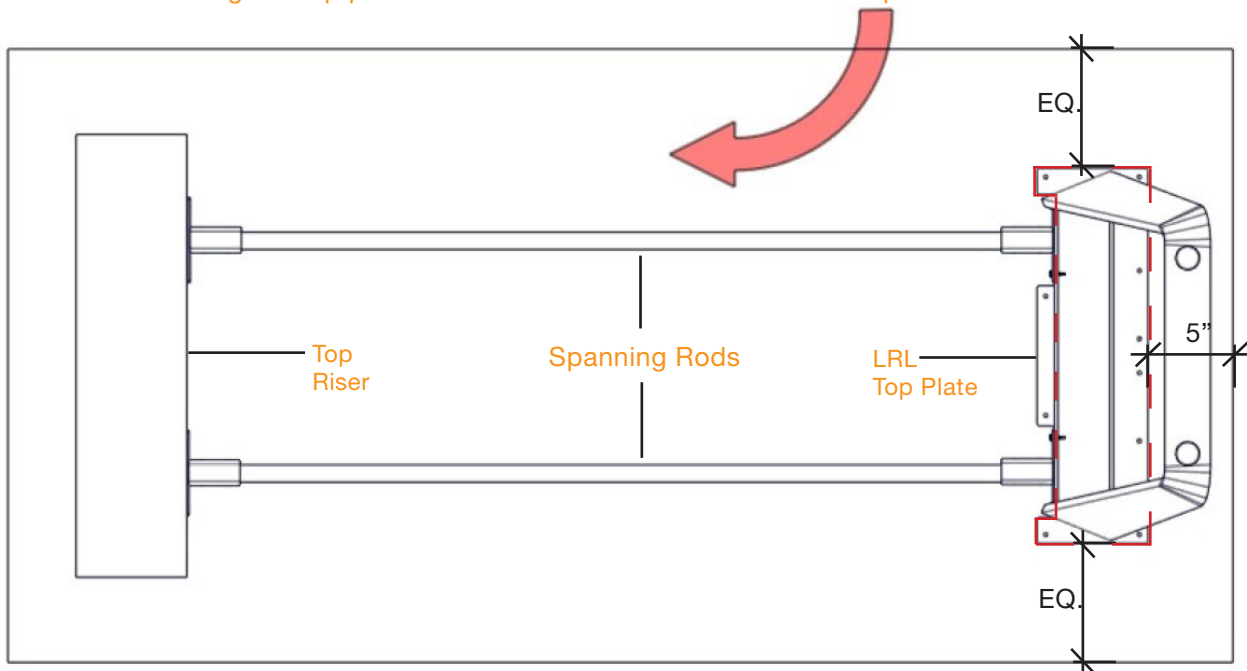 EQ.
5”
Top
Riser
Spanning Rods
LRL
Top Plate
EQ.